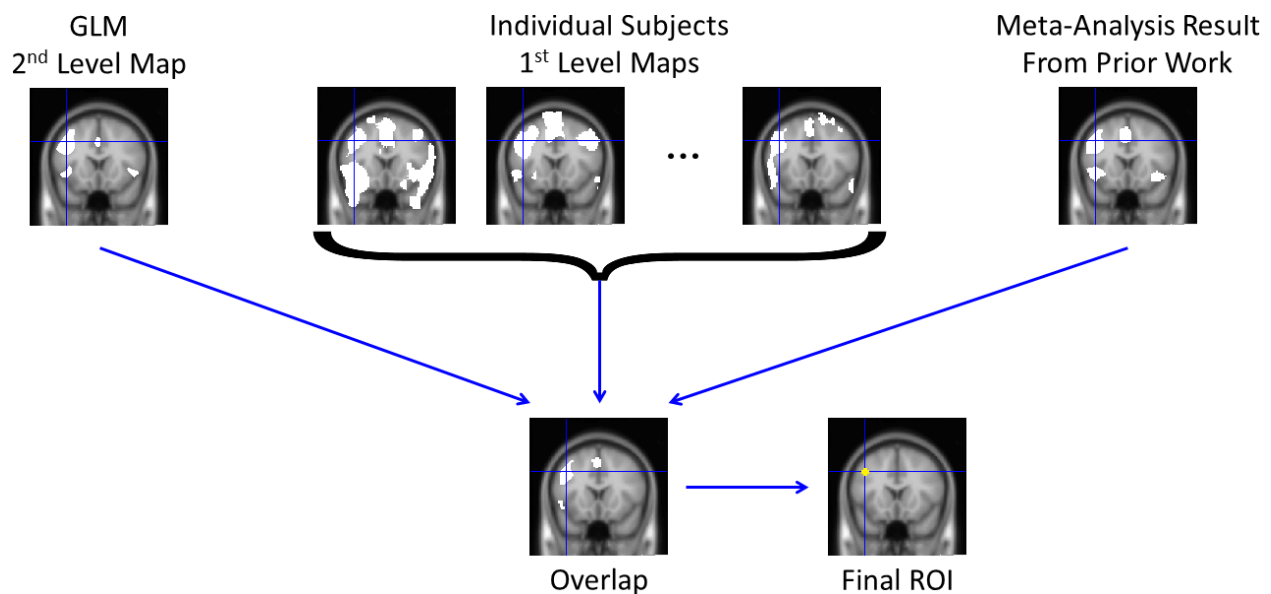 GLM
2nd Level Map
Individual Subjects
1st Level Maps
Meta-Analysis Result
From Prior Work
...
Overlap
Final ROI